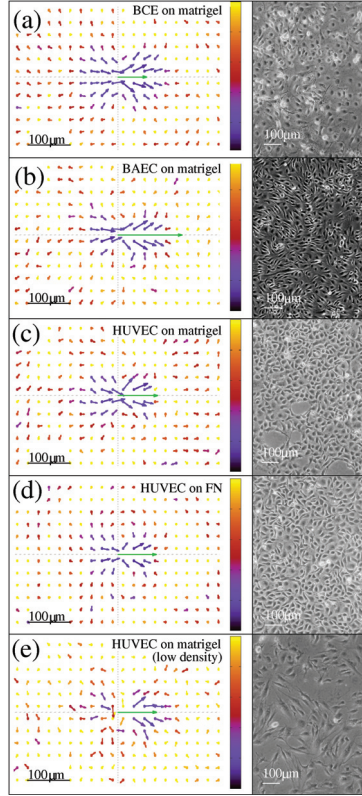 (a)
BCE on matrigel
100μm
100μm
(b)
BAEC on matrigel
100μm
100μm
(c)
HUVEC on matrigel
100μm
100μm
(d)
HUVEC on FN
100μm
100μm
(e)
HUVEC on matrigel
(low density)
100μm
100μm